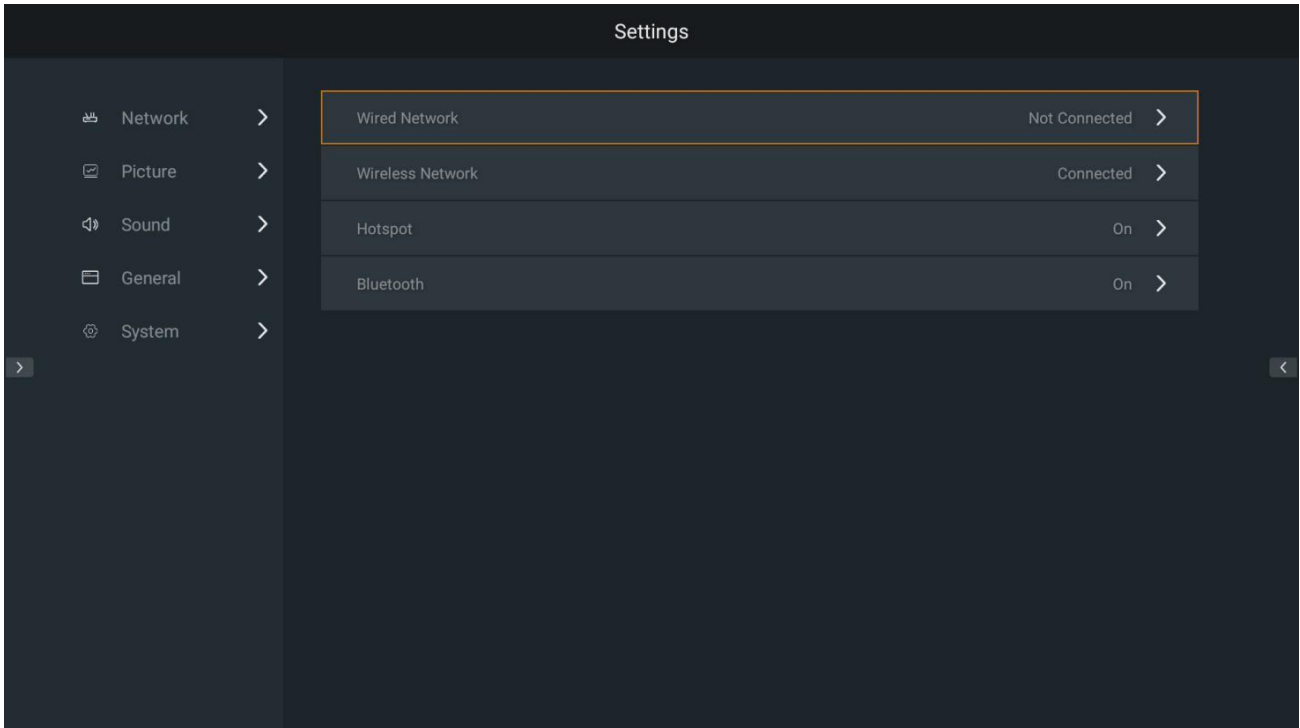 Settings
Network
Picture
Sound
General
System
Wired Network Not Connected
Wireless Network Connected
Hotspot On
Bluetooth On